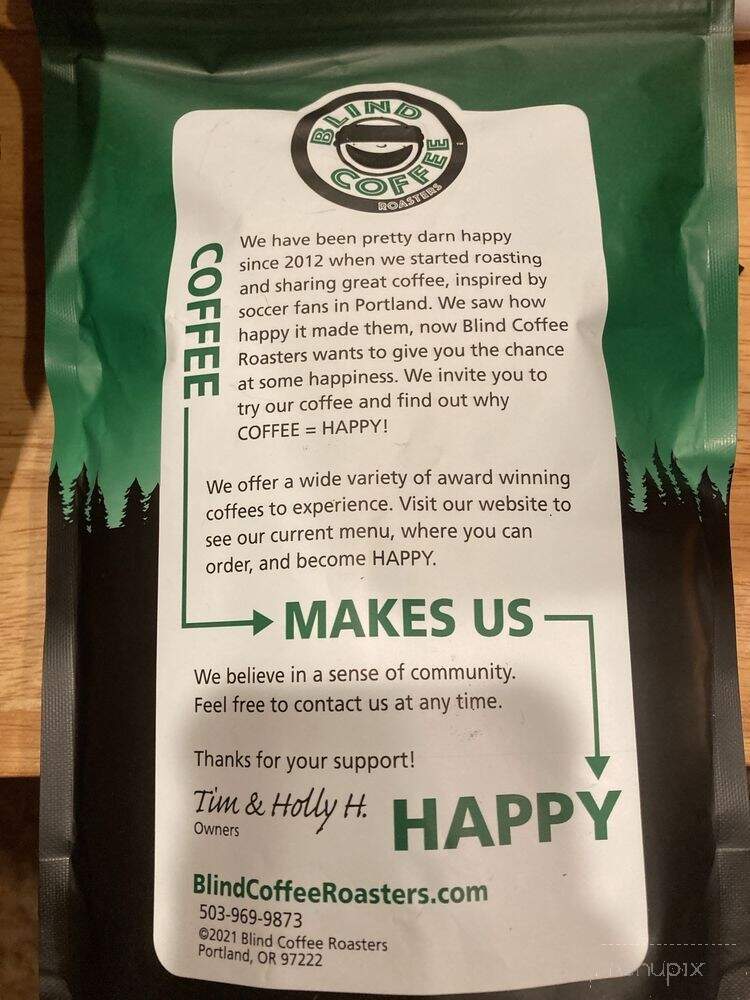 BLIND
COFFEE
ROASTERS
™
COFFEE
We have been pretty darn happy
since 2012 when we started roasting
and sharing great coffee, inspired by
soccer fans in Portland. We saw how
happy it made them, now Blind Coffee
Roasters wants to give you the chance
at some happiness. We invite you to
try our coffee and find out why
COFFEE = HAPPY!
We offer a wide variety of award winning
coffees to experience. Visit our website to
see our current menu, where you can
order, and become HAPPY.
MAKES US
We believe in a sense of community.
Feel free to contact us at any time.
Thanks for your support!
Tim & Holly H.
Owners
HAPPY
BlindCoffeeRoasters.com
503-969-9873
©2021 Blind Coffee Roasters
Portland, OR 97222